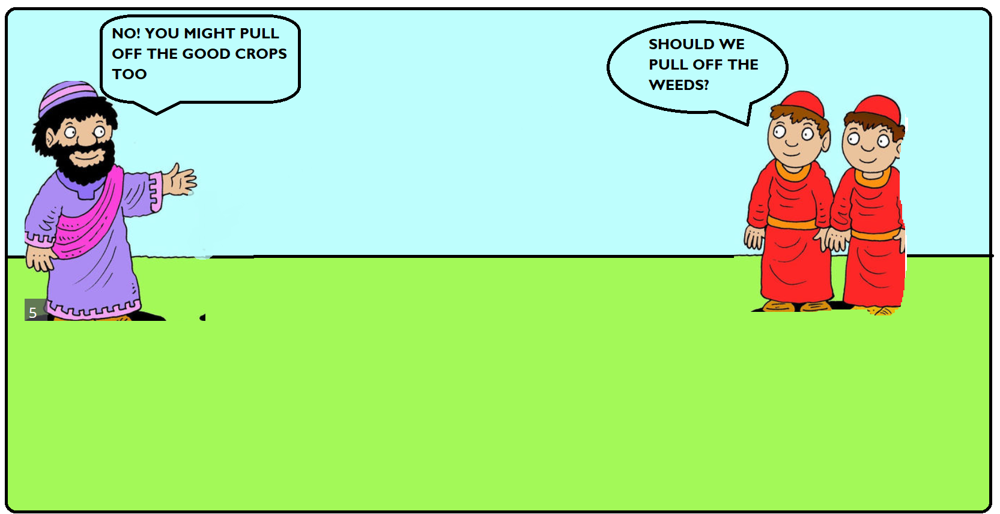 NO! YOU MIGHT PULL
OFF THE GOOD CROPS
TOO
SHOULD WE
PULL OFF THE
WEEDS?
5